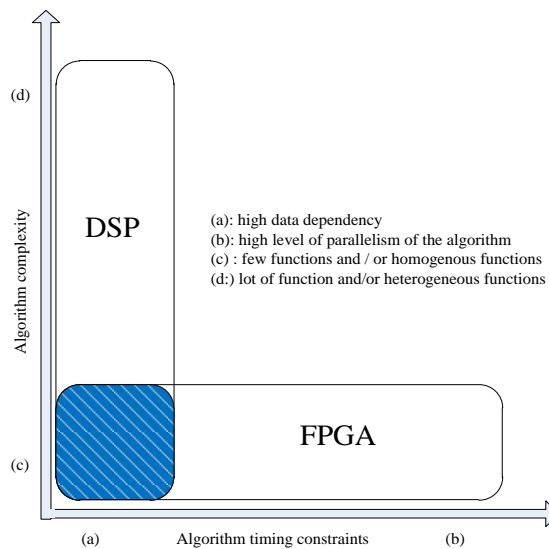 (d)
DSP
Algorithm complexity
(a): high data dependency
(b): high level of parallelism of the algorithm
(c) : few functions and / or homogenous functions
(d:) lot of function and/or heterogeneous functions
FPGA
(c)
(a) Algorithm timing constraints (b)